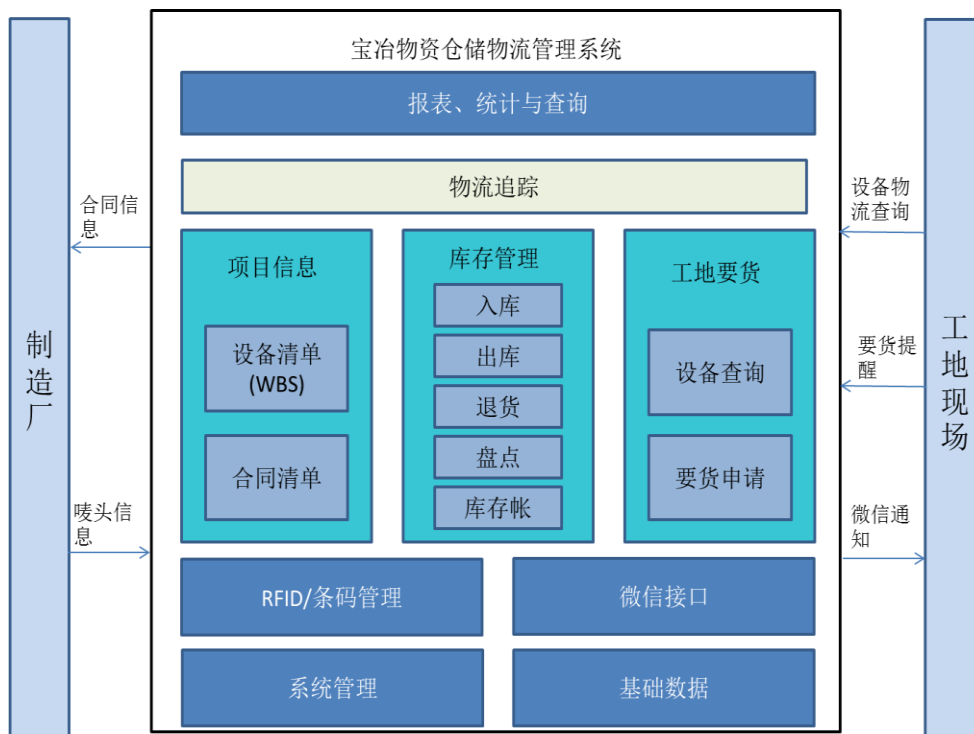 宝冶物资仓储物流管理系统
报表、统计与查询
物流追踪
制
造
厂
合同信
息
唛头信
息
项目信息
设备清单
(WBS)
合同清单
库存管理
入库
出库
退货
盘点
库存帐
工地要货
设备查询
要货申请
RFID/条码管理
微信接口
系统管理
基础数据
设备物
流查询
要货提
醒
微信通
知
工
地
现
场